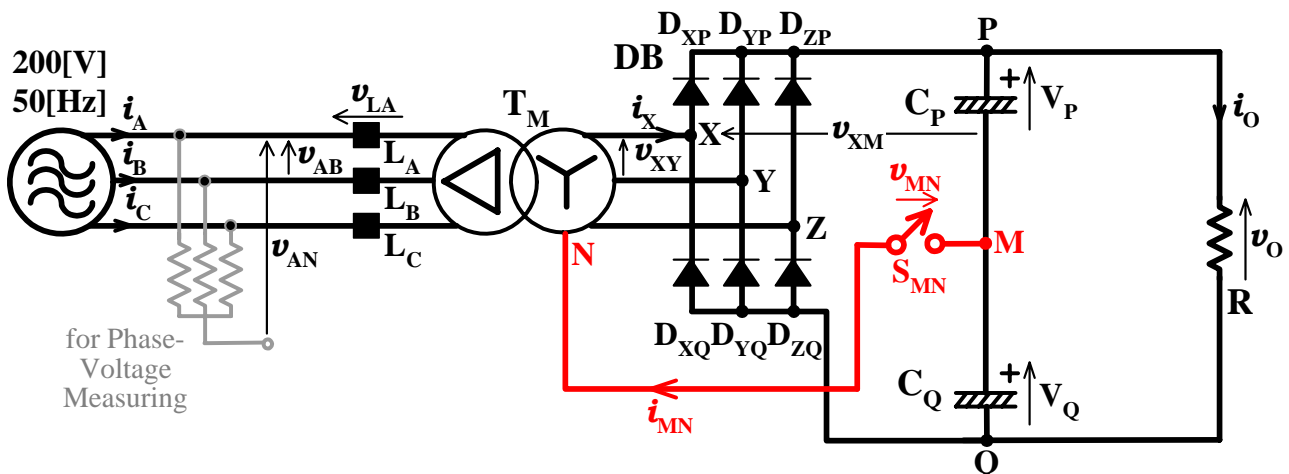 200[V]
50[Hz]
i_A
i_B
i_C
v_AB
v_AN
v_LA
L_A
L_B
L_C
for Phase-
Voltage
Measuring
T_M
N
i_X
v_XY
DB
D_XP D_YP D_ZP
X
Y
Z
D_XQ D_YQ D_ZQ
v_XM
v_MN
S_MN
i_MN
P
C_P
+
V_P
M
C_Q
+
V_Q
O
i_O
v_O
R